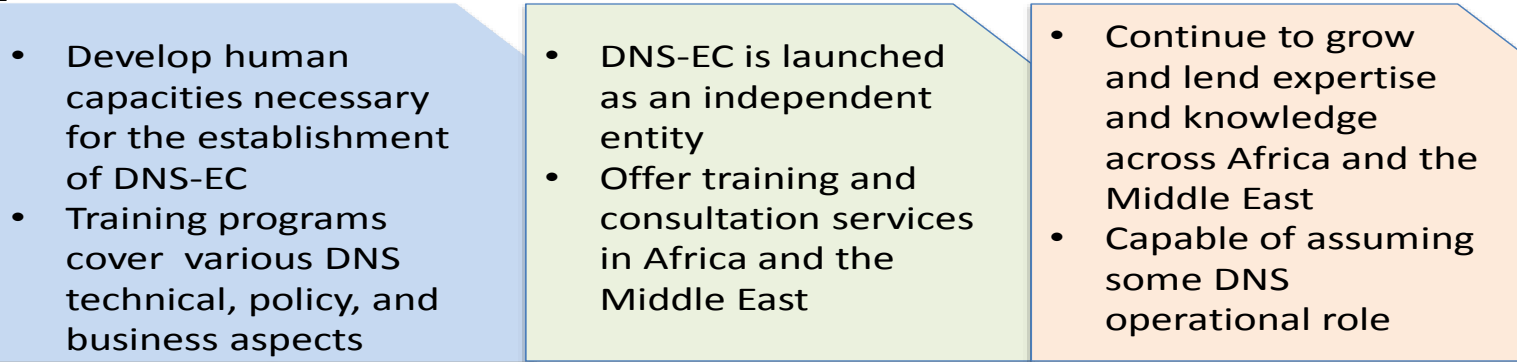 • Develop human
capacities necessary
for the establishment
of DNS-EC
• Training programs
cover  various DNS
technical, policy, and
business aspects
• DNS-EC is launched
as an independent
entity
• Offer training and
consultation services
in Africa and the
Middle East
• Continue to grow
and lend expertise
and knowledge
across Africa and the
Middle East
• Capable of assuming
some DNS
operational role